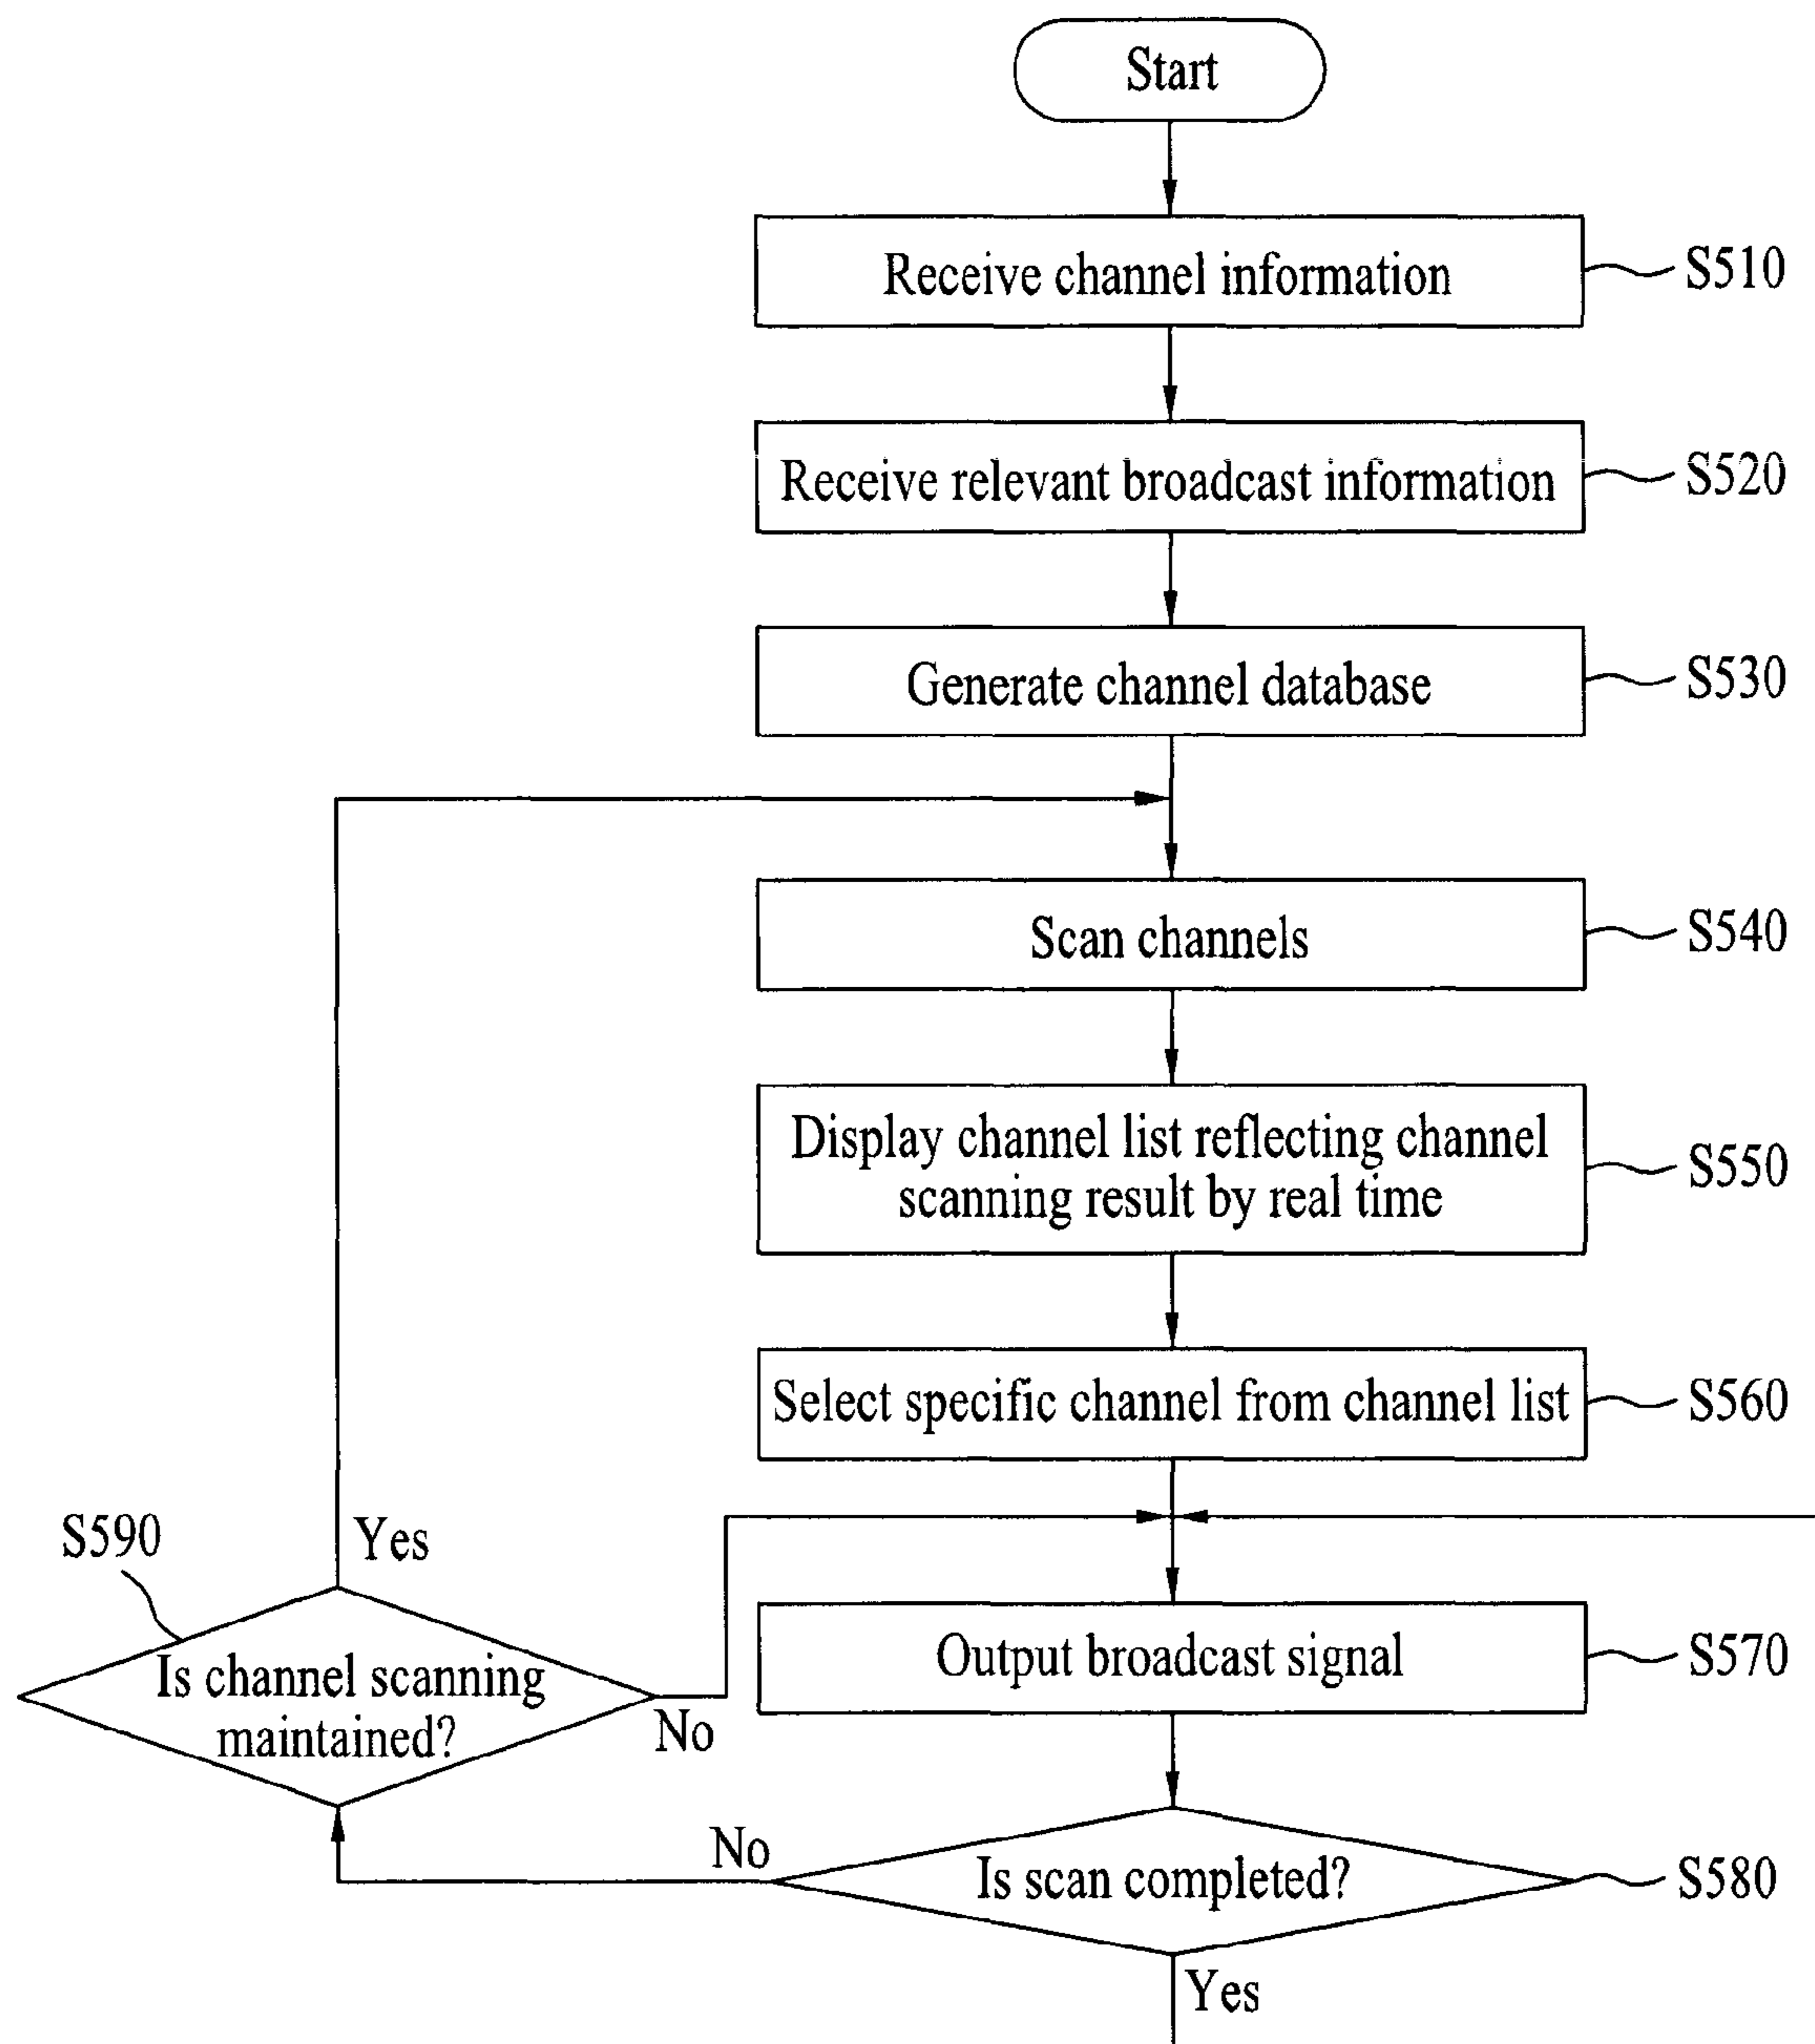 Start
Receive channel information
S510
Receive relevant broadcast information
S520
Generate channel database
S530
Scan channels
S540
Display channel list reflecting channel
scanning result by real time
S550
Select specific channel from channel list
S560
S590
Yes
Is channel scanning
maintained?
No
Output broadcast signal
S570
No
Is scan completed?
S580
Yes